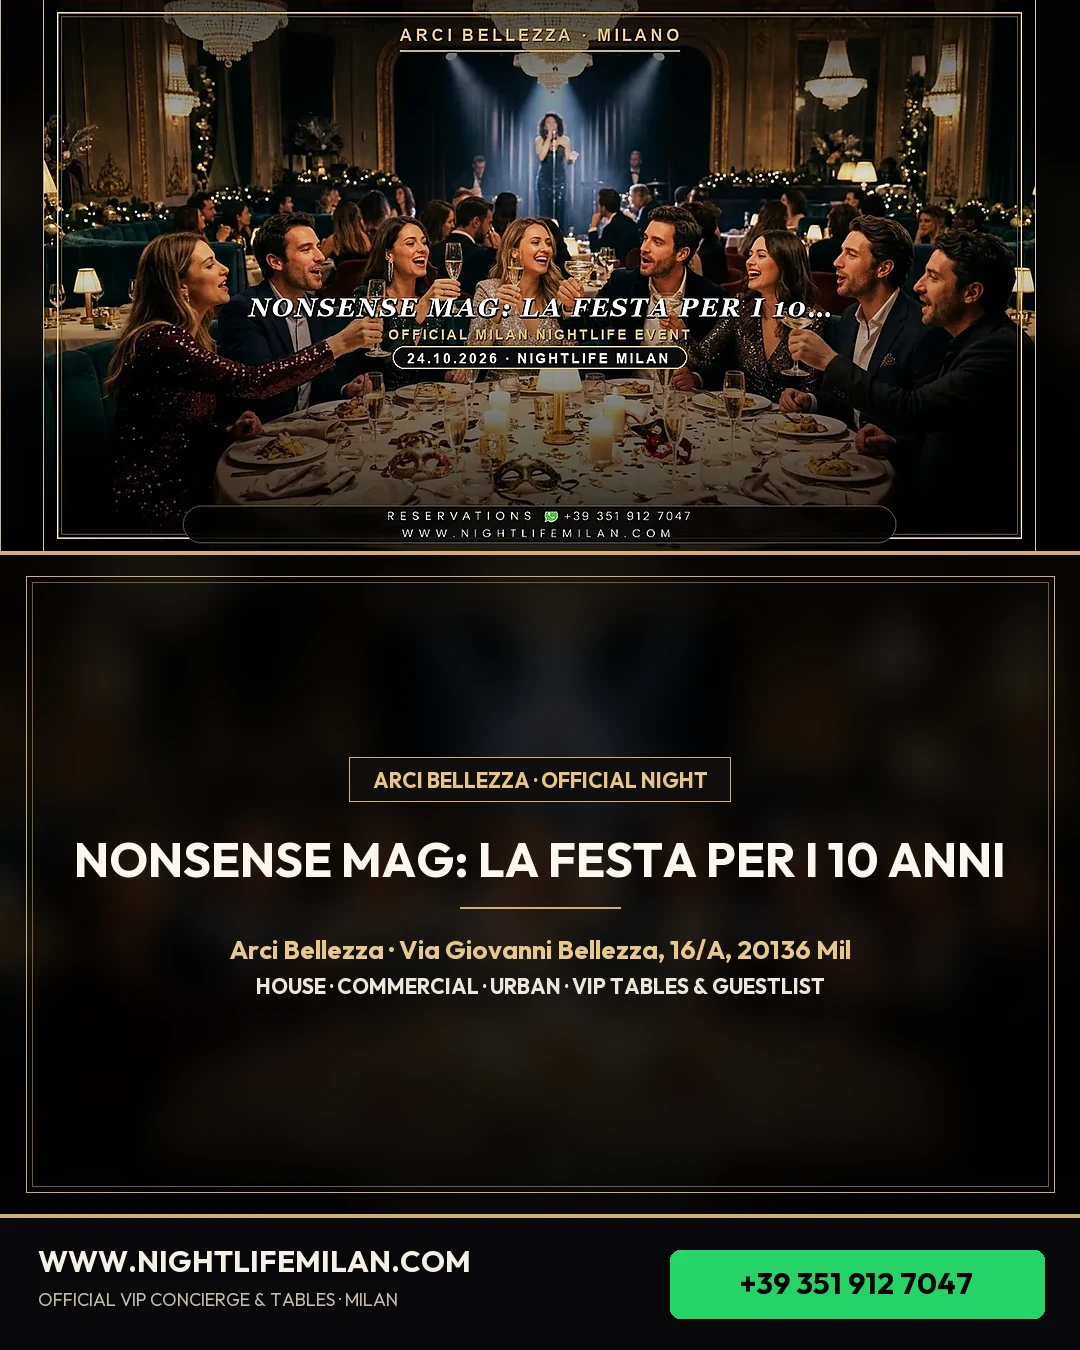 ARCI BELLEZZA · MILANO
NONSENSE MAG: LA FESTA PER I 10...
OFFICIAL MILAN NIGHTLIFE EVENT
24.10.2026 · NIGHTLIFE MILAN
RESERVATIONS +39 351 912 7047
WWW.NIGHTLIFEMILAN.COM
ARCI BELLEZZA · OFFICIAL NIGHT
NONSENSE MAG: LA FESTA PER I 10 ANNI
Arci Bellezza · Via Giovanni Bellezza, 16/A, 20136 Mil
HOUSE · COMMERCIAL · URBAN · VIP TABLES & GUESTLIST
WWW.NIGHTLIFEMILAN.COM
OFFICIAL VIP CONCIERGE & TABLES · MILAN
+39 351 912 7047